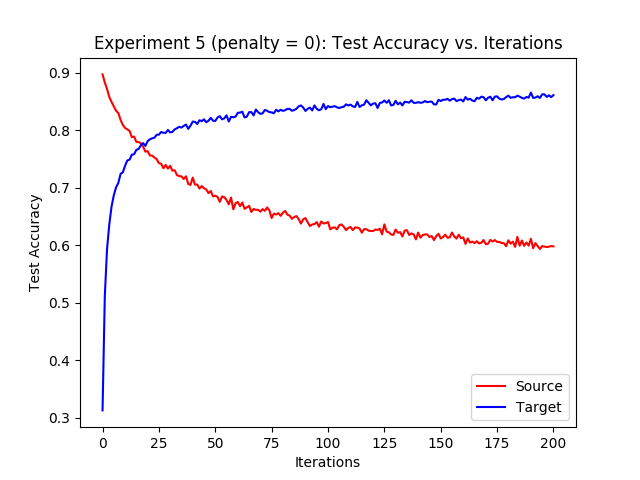 Experiment 5 (penalty = 0): Test Accuracy vs. Iterations
0.9
0.8
0.7
0.6
0.5
0.4
0.3
Test Accuracy
0 25 50 75 100 125 150 175 200
Iterations
Source
Target